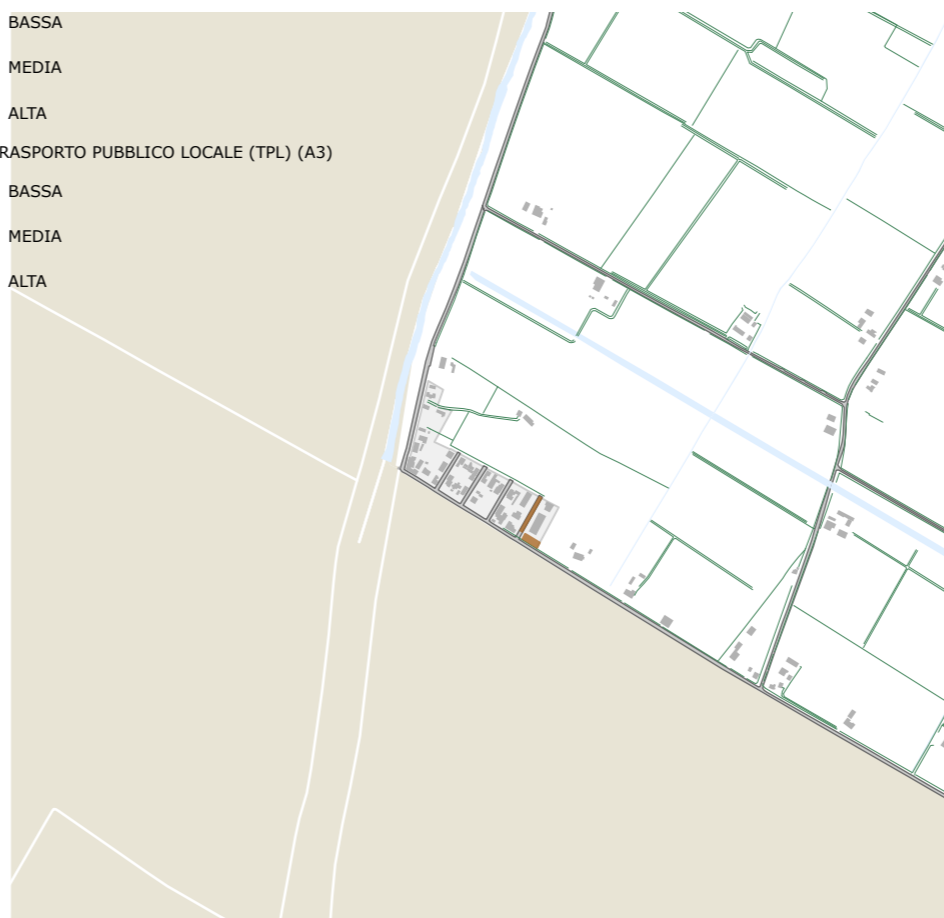 BASSA
MEDIA
ALTA
RASPORTO PUBBLICO LOCALE (TPL) (A3)
BASSA
MEDIA
ALTA